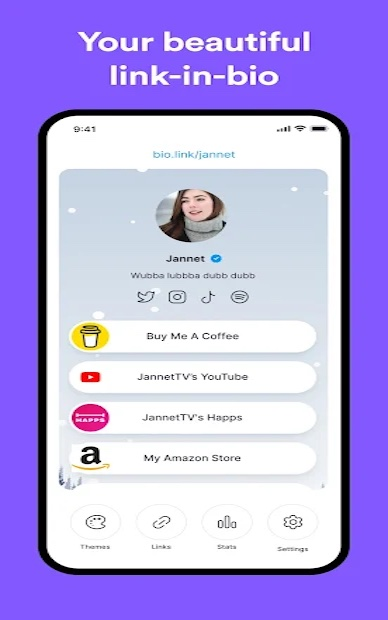 Your beautiful
link-in-bio
9:41
bio.link/jannet
Jannet
Wubba lubbba dubb dubb
Buy Me A Coffee
JannetTV's YouTube
HAPPS
JannetTV's Happs
a
My Amazon Store
Themes
Links
Stats
Settings